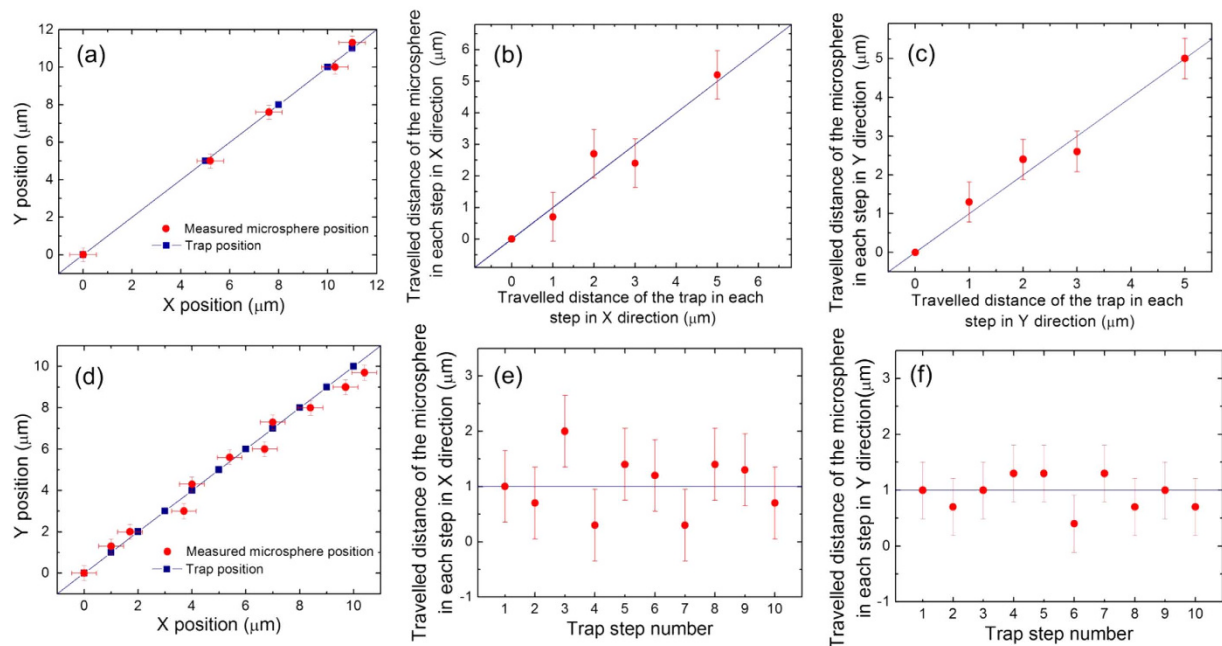 (a)
12
10
8
6
4
2
0
Y position (μm)
Measured microsphere position
Trap position
0 2 4 6 8 10 12
X position (μm)
(b)
6
5
4
3
2
1
0
Travelled distance of the microsphere
in each step in X direction (μm)
0 1 2 3 4 5 6
Travelled distance of the trap in each
step in X direction (μm)
(c)
5
4
3
2
1
0
Travelled distance of the microsphere
in each step in Y direction (μm)
0 1 2 3 4 5
Travelled distance of the trap in each
step in Y direction (μm)
(d)
10
8
6
4
2
0
Y position (μm)
Measured microsphere position
Trap position
0 2 4 6 8 10
X position (μm)
(e)
3
2
1
0
-1
Travelled distance of the microsphere
in each step in X direction (μm)
1 2 3 4 5 6 7 8 9 10
Trap step number
(f)
3
2
1
0
-1
Travelled distance of the microsphere
in each step in Y direction(μm)
1 2 3 4 5 6 7 8 9 10
Trap step number